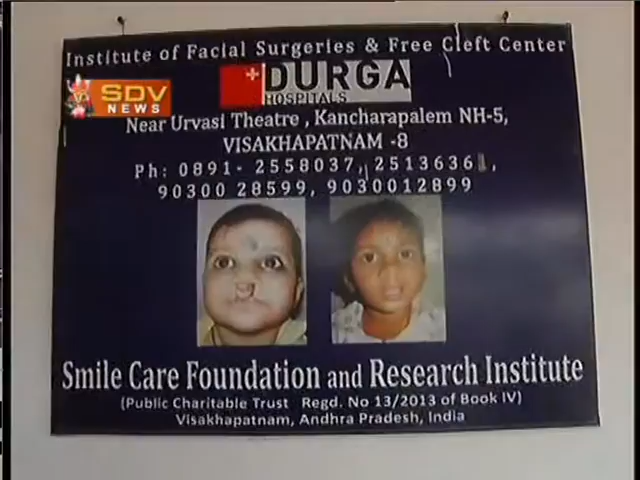 Institute of Facial Surgeries & Free Cleft Center
DURGA
HOSPITALS
SDV
NEWS
Near Urvasi Theatre , Kancharapalem NH-5,
VISAKHAPATNAM -8
Ph: 0891- 2558037, 2513636 ,
90300 28599, 9030012899
Smile Care Foundation and Research Institute
(Public Charitable Trust Regd. No 13/2013 of Book IV)
Visakhapatnam, Andhra Pradesh, India